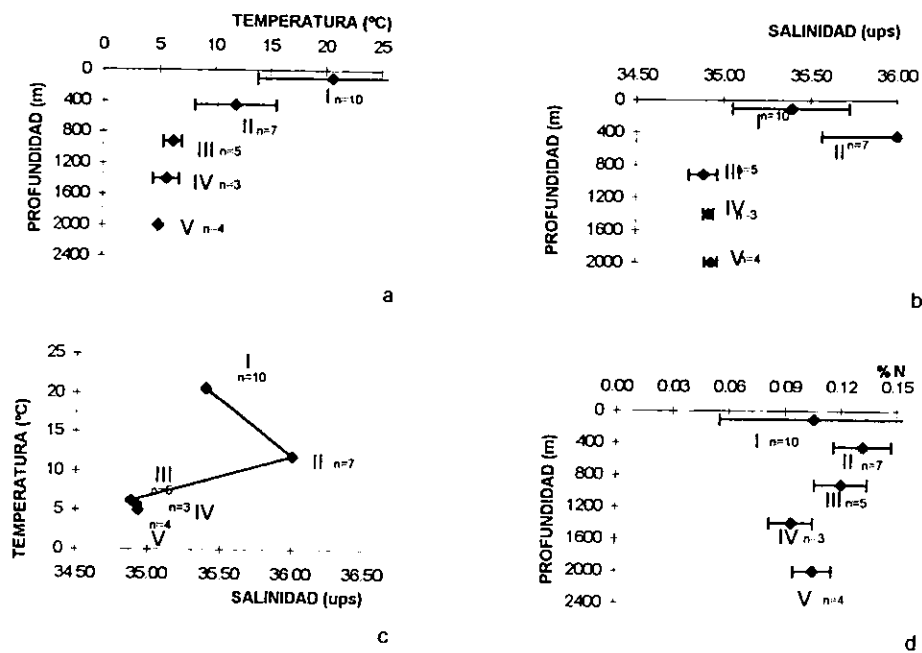 TEMPERATURA (ºC)
0 5 10 15 20 25
PROFUNDIDAD (m)
0
400
800
1200
1600
2000
2400
I n=10
II n=7
III n=5
IV n=3
V n=4
a
SALINIDAD (ups)
34.50 35.00 35.50 36.00
PROFUNDIDAD (m)
0
400
800
1200
1600
2000
I n=10
II n=7
III n=5
IV n=3
V n=4
b
TEMPERATURA (ºC)
25
20
15
10
5
0
34.50 35.00 35.50 36.00 36.50
SALINIDAD (ups)
I
n=10
II n=7
III
n=5
n=3 IV
n=4
V
c
% N
0.00 0.03 0.06 0.09 0.12 0.15
PROFUNDIDAD (m)
0
400
800
1200
1600
2000
2400
I n=10
II n=7
III n=5
IV n=3
V n=4
d